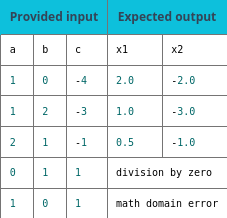 Provided input Expected output
a b c x1 x2
1 0 -4 2.0 -2.0
1 2 -3 1.0 -3.0
2 1 -1 0.5 -1.0
0 1 1 division by zero
1 0 1 math domain error